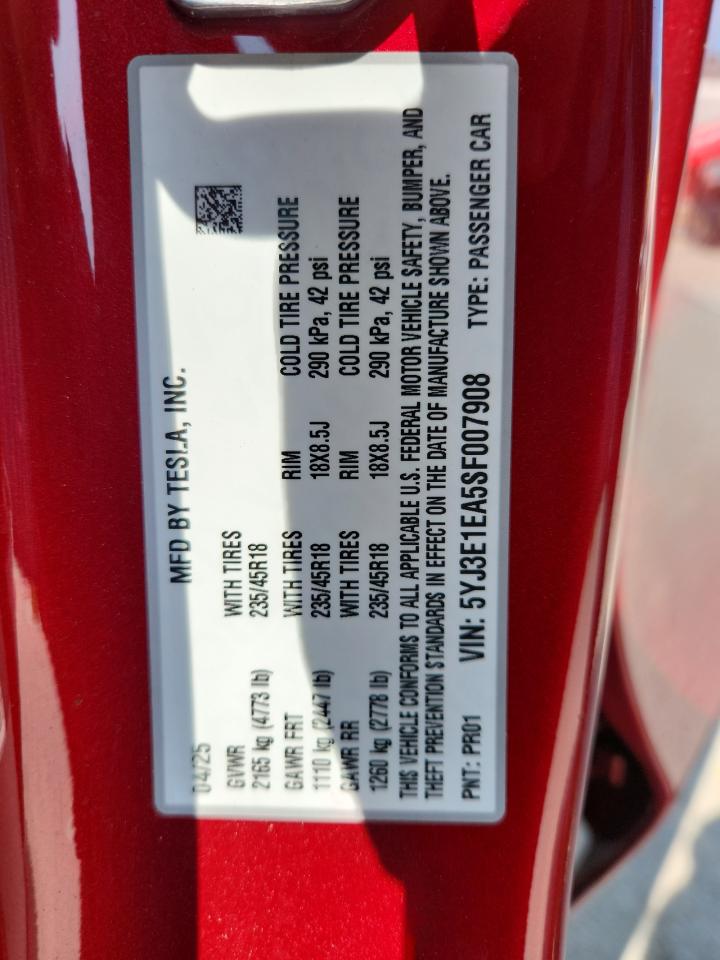 MFD BY TESLA, INC.
04/25
GVWR WITH TIRES
2165 kg (4773 lb) 235/45R18
GAWR FRT WITH TIRES RIM COLD TIRE PRESSURE
1110 kg (2447 lb) 235/45R18 18X8.5J 290 kPa, 42 psi
GAWR RR WITH TIRES RIM COLD TIRE PRESSURE
1260 kg (2778 lb) 235/45R18 18X8.5J 290 kPa, 42 psi
THIS VEHICLE CONFORMS TO ALL APPLICABLE U.S. FEDERAL MOTOR VEHICLE SAFETY, BUMPER, AND
THEFT PREVENTION STANDARDS IN EFFECT ON THE DATE OF MANUFACTURE SHOWN ABOVE.
PNT: PR01 VIN: 5YJ3E1EA5SF007908 TYPE: PASSENGER CAR